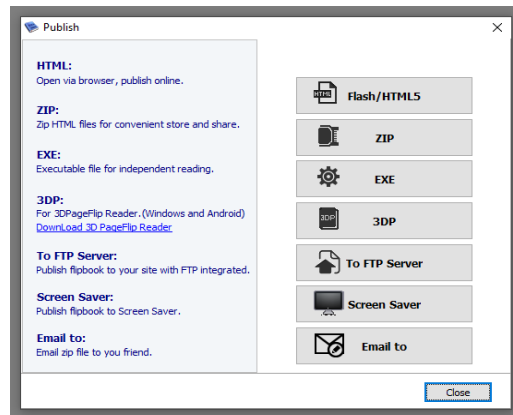 Publish
HTML:
Open via browser, publish online.
ZIP:
Zip HTML files for convenient store and share.
EXE:
Executable file for independent reading.
3DP:
For 3DPageFlip Reader.(Windows and Android)
DownLoad 3D PageFlip Reader
To FTP Server:
Publish flipbook to your site with FTP integrated.
Screen Saver:
Publish flipbook to Screen Saver.
Email to:
Email zip file to you friend.
HTML
Flash/HTML5
ZIP
EXE
3DP
3DP
To FTP Server
Screen Saver
Email to
Close